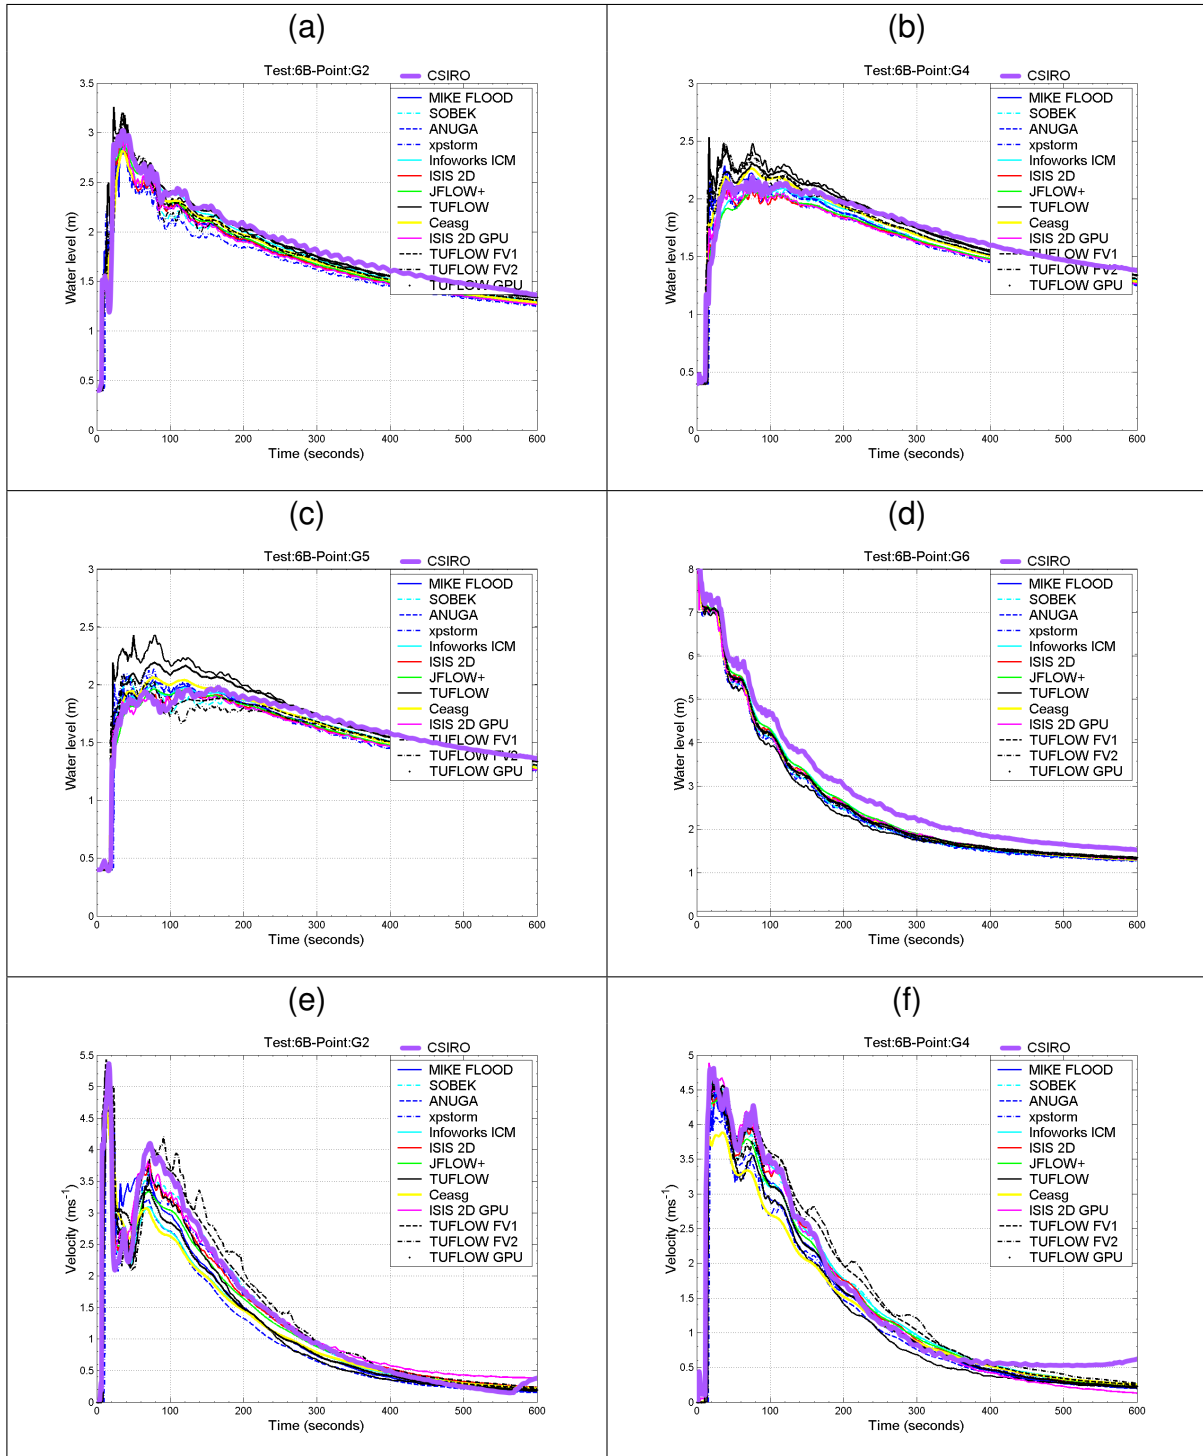 (a)
Test:6B-Point:G2
CSIRO
MIKE FLOOD
SOBEK
ANUGA
xpstorm
Infoworks ICM
ISIS 2D
JFLOW+
TUFLOW
Ceasg
ISIS 2D GPU
TUFLOW FV1
TUFLOW FV2
TUFLOW GPU
Water level (m)
3.5
3
2.5
2
1.5
1
0.5
0
0 100 200 300 400 500 600
Time (seconds)
(b)
Test:6B-Point:G4
CSIRO
MIKE FLOOD
SOBEK
ANUGA
xpstorm
Infoworks ICM
ISIS 2D
JFLOW+
TUFLOW
Ceasg
ISIS 2D GPU
TUFLOW FV1
TUFLOW FV2
TUFLOW GPU
Water level (m)
3
2.5
2
1.5
1
0.5
0
0 100 200 300 400 500 600
Time (seconds)
(c)
Test:6B-Point:G5
CSIRO
MIKE FLOOD
SOBEK
ANUGA
xpstorm
Infoworks ICM
ISIS 2D
JFLOW+
TUFLOW
Ceasg
ISIS 2D GPU
TUFLOW FV1
TUFLOW FV2
TUFLOW GPU
Water level (m)
3
2.5
2
1.5
1
0.5
0
0 100 200 300 400 500 600
Time (seconds)
(d)
Test:6B-Point:G6
CSIRO
MIKE FLOOD
SOBEK
ANUGA
xpstorm
Infoworks ICM
ISIS 2D
JFLOW+
TUFLOW
Ceasg
ISIS 2D GPU
TUFLOW FV1
TUFLOW FV2
TUFLOW GPU
Water level (m)
8
7
6
5
4
3
2
1
0
0 100 200 300 400 500 600
Time (seconds)
(e)
Test:6B-Point:G2
CSIRO
MIKE FLOOD
SOBEK
ANUGA
xpstorm
Infoworks ICM
ISIS 2D
JFLOW+
TUFLOW
Ceasg
ISIS 2D GPU
TUFLOW FV1
TUFLOW FV2
TUFLOW GPU
Velocity (ms⁻¹)
5.5
5
4.5
4
3.5
3
2.5
2
1.5
1
0.5
0
0 100 200 300 400 500 600
Time (seconds)
(f)
Test:6B-Point:G4
CSIRO
MIKE FLOOD
SOBEK
ANUGA
xpstorm
Infoworks ICM
ISIS 2D
JFLOW+
TUFLOW
Ceasg
ISIS 2D GPU
TUFLOW FV1
TUFLOW FV2
TUFLOW GPU
Velocity (ms⁻¹)
5
4.5
4
3.5
3
2.5
2
1.5
1
0.5
0
0 100 200 300 400 500 600
Time (seconds)